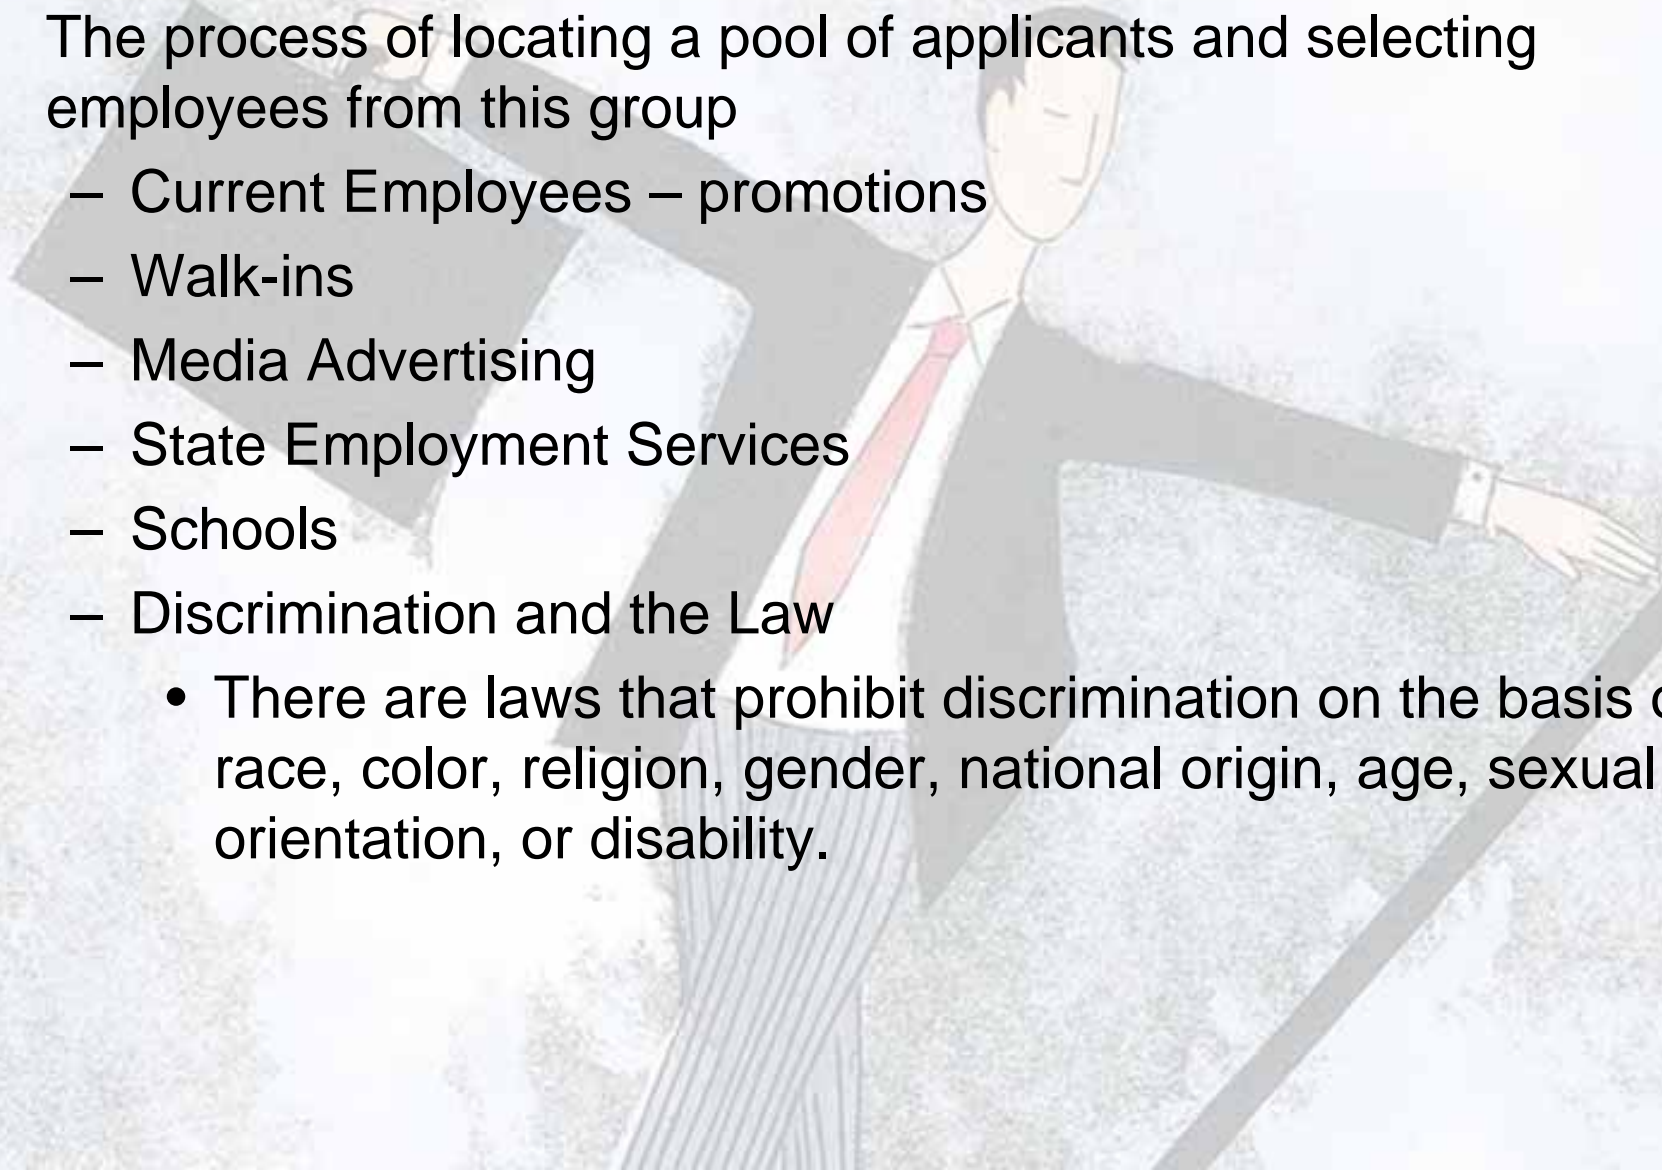 The process of locating a pool of applicants and selecting
employees from this group
– Current Employees – promotions
– Walk-ins
– Media Advertising
– State Employment Services
– Schools
– Discrimination and the Law
• There are laws that prohibit discrimination on the basis
race, color, religion, gender, national origin, age, sexual
orientation, or disability.